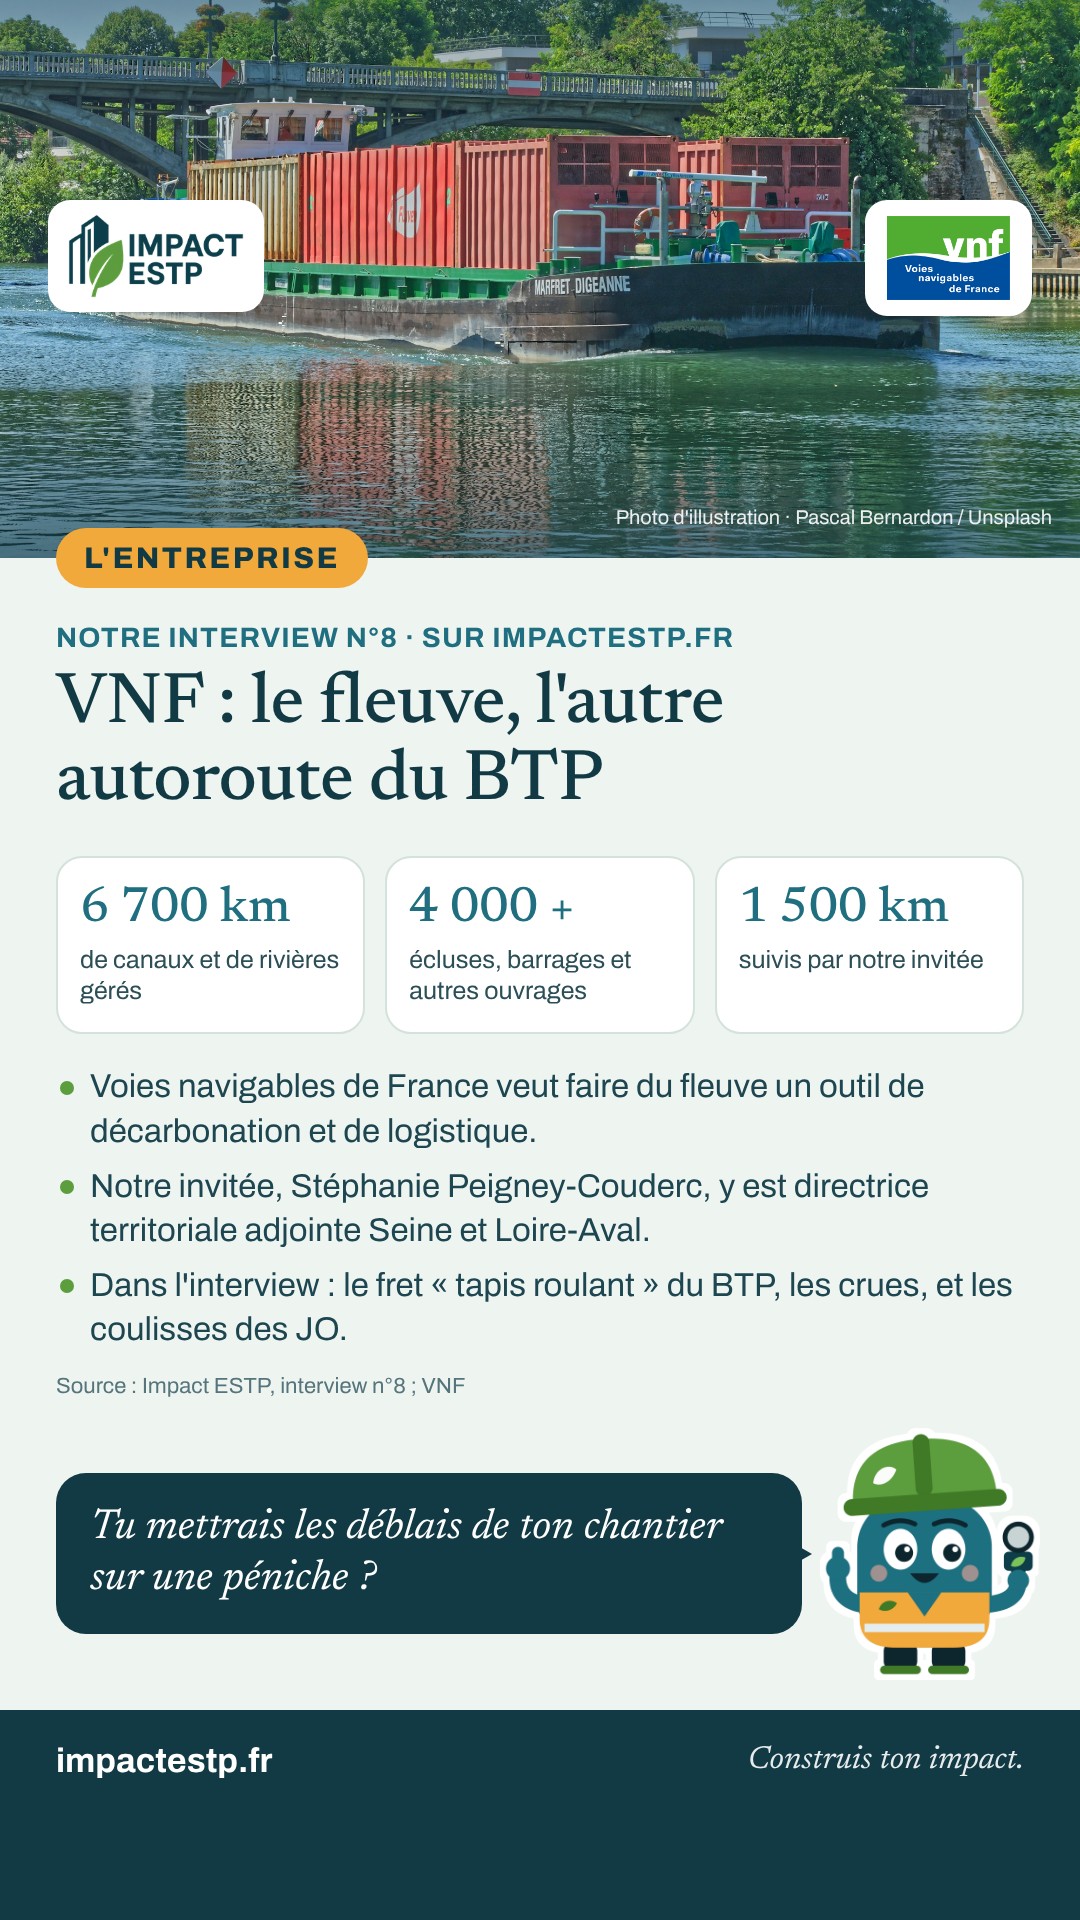 MARFRET DIGEANNE
IMPACT
ESTP
vnf
Voies
navigables
de France
Photo d'illustration · Pascal Bernardon / Unsplash
L'ENTREPRISE
NOTRE INTERVIEW N°8 · SUR IMPACTESTP.FR
VNF : le fleuve, l'autre
autoroute du BTP
6 700 km
de canaux et de rivières
gérés
4 000 +
écluses, barrages et
autres ouvrages
1 500 km
suivis par notre invitée
Voies navigables de France veut faire du fleuve un outil de
décarbonation et de logistique.
Notre invitée, Stéphanie Peigney-Couderc, y est directrice
territoriale adjointe Seine et Loire-Aval.
Dans l'interview : le fret « tapis roulant » du BTP, les crues, et les
coulisses des JO.
Source : Impact ESTP, interview n°8 ; VNF
Tu mettrais les déblais de ton chantier
sur une péniche ?
impactestp.fr
Construis ton impact.